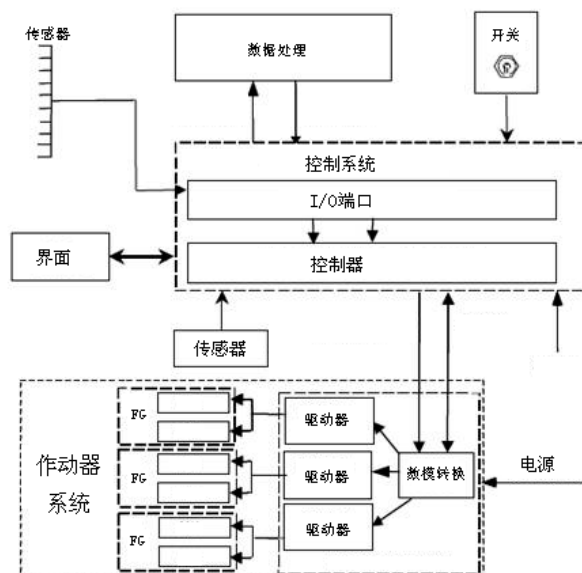 传感器
数据处理
开关
控制系统
I/O端口
界面
控制器
传感器
作动器
系统
FG
驱动器
FG
驱动器
数模转换
电源
FG
驱动器